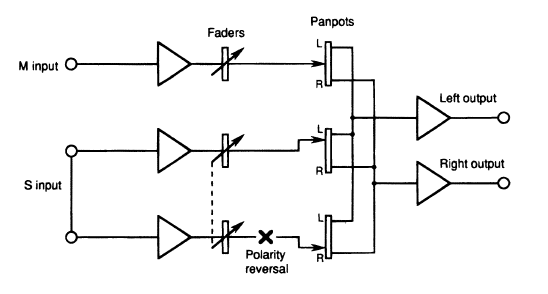 Panpots
Faders
L
M input
R
Left output
L
R
Right output
S input
L
Polarity
reversal
R